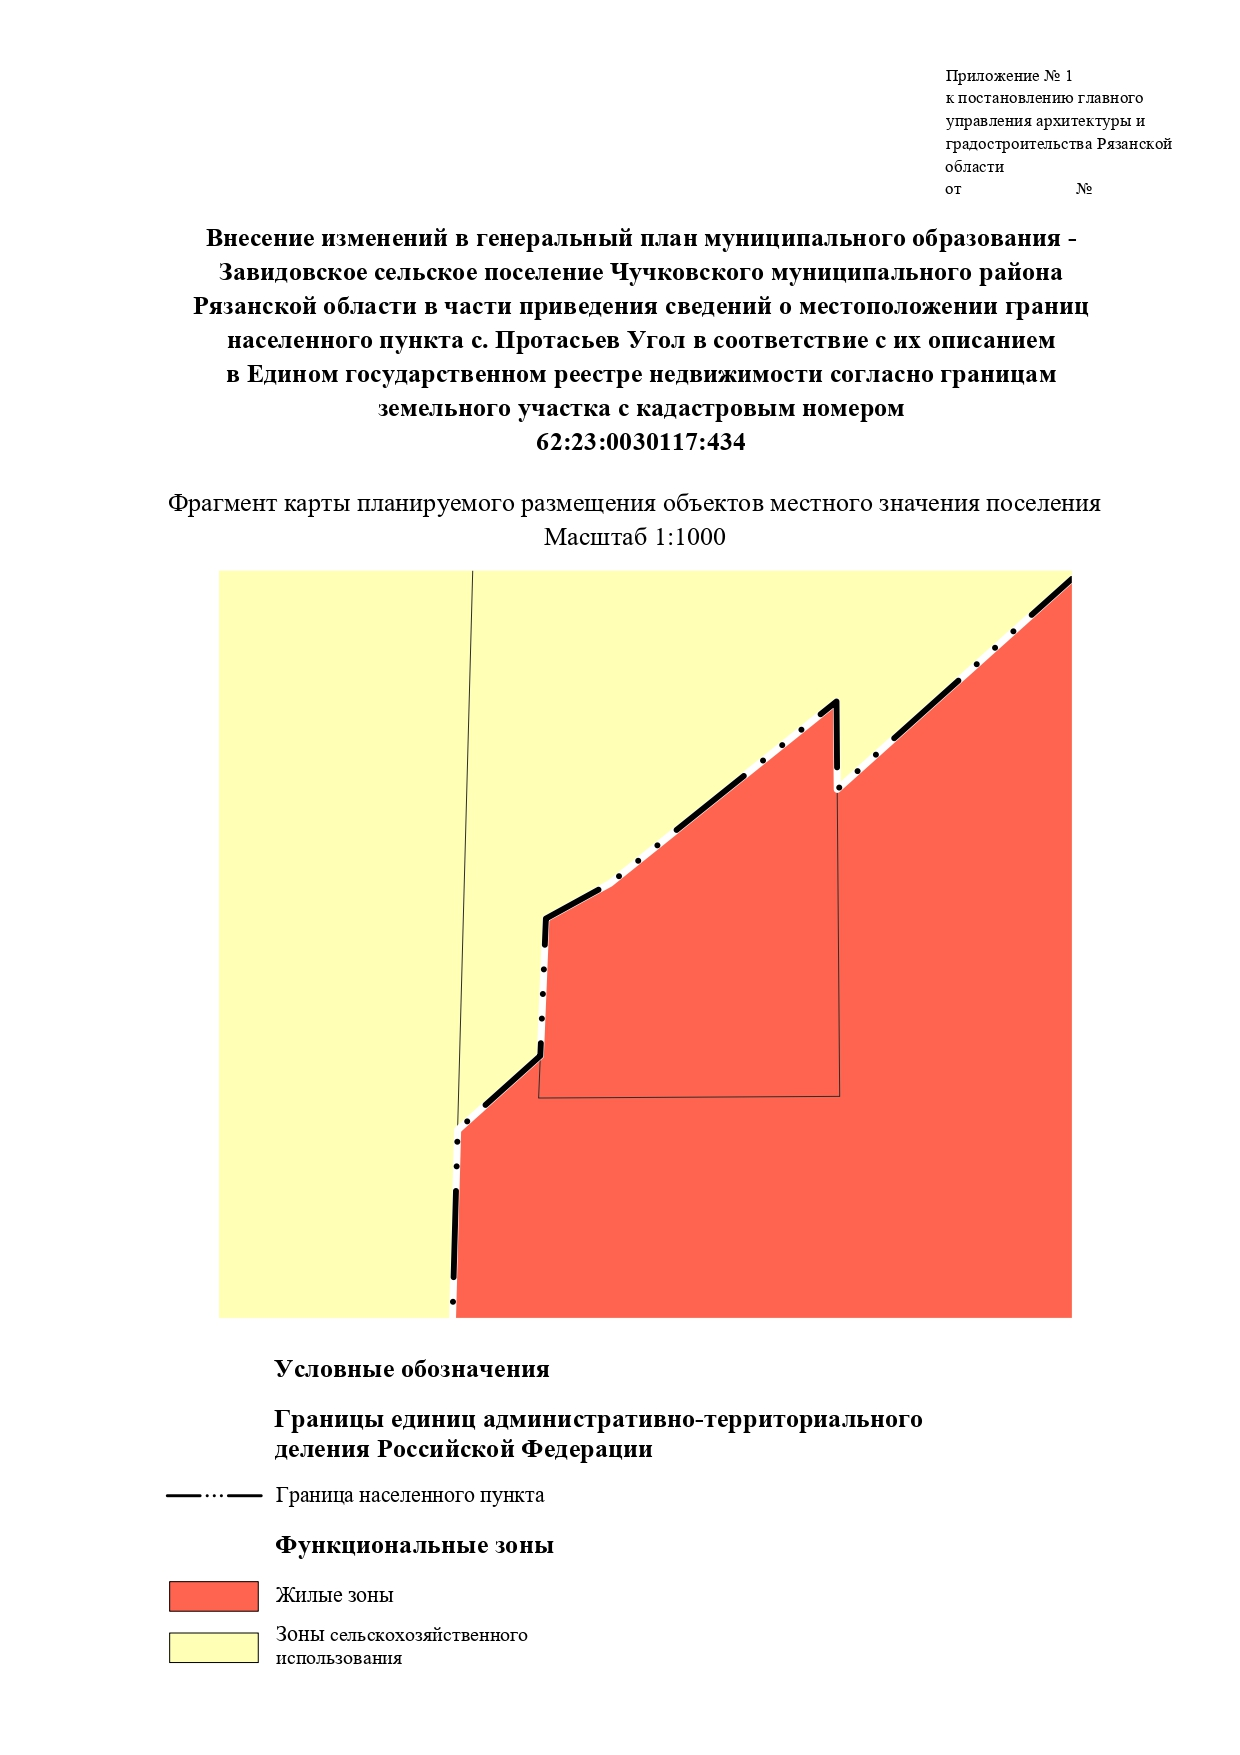 Приложение № 1
к постановлению главного
управления архитектуры и
градостроительства Рязанской
области
от №
Внесение изменений в генеральный план муниципального образования -
Завидовское сельское поселение Чучковского муниципального района
Рязанской области в части приведения сведений о местоположении границ
населенного пункта с. Протасьев Угол в соответствие с их описанием
в Едином государственном реестре недвижимости согласно границам
земельного участка с кадастровым номером
62:23:0030117:434
Фрагмент карты планируемого размещения объектов местного значения поселения
Масштаб 1:1000
Условные обозначения
Границы единиц административно-территориального
деления Российской Федерации
Граница населенного пункта
Функциональные зоны
Жилые зоны
Зоны сельскохозяйственного
использования